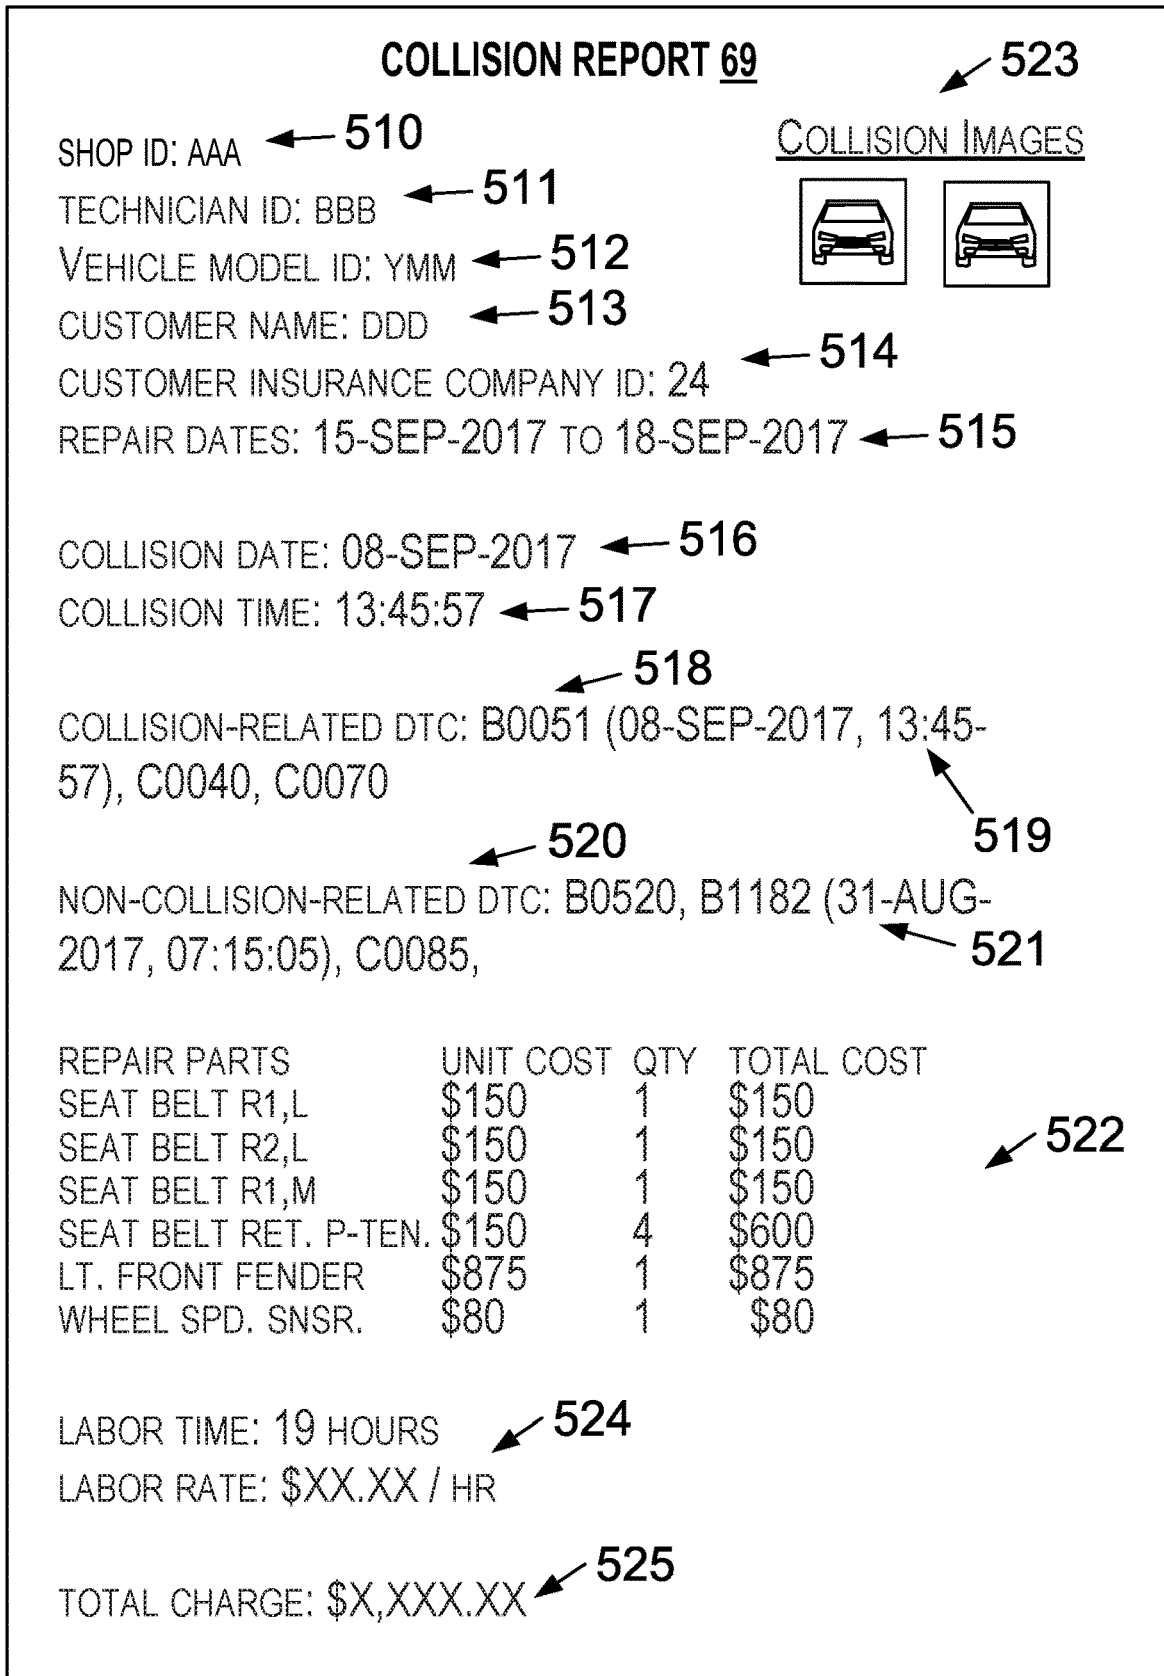 COLLISION REPORT 69
523
SHOP ID: AAA
510
COLLISION IMAGES
TECHNICIAN ID: BBB
511
VEHICLE MODEL ID: YMM
512
CUSTOMER NAME: DDD
513
CUSTOMER INSURANCE COMPANY ID: 24
514
REPAIR DATES: 15-SEP-2017 TO 18-SEP-2017
515
COLLISION DATE: 08-SEP-2017
516
COLLISION TIME: 13:45:57
517
518
COLLISION-RELATED DTC: B0051 (08-SEP-2017, 13:45-
57), C0040, C0070
519
520
NON-COLLISION-RELATED DTC: B0520, B1182 (31-AUG-
2017, 07:15:05), C0085,
521
REPAIR PARTS UNIT COST QTY TOTAL COST
SEAT BELT R1,L $150 1 $150
SEAT BELT R2,L $150 1 $150
SEAT BELT R1,M $150 1 $150
SEAT BELT RET. P-TEN. $150 4 $600
LT. FRONT FENDER $875 1 $875
WHEEL SPD. SNSR. $80 1 $80
522
LABOR TIME: 19 HOURS
524
LABOR RATE: $XX.XX / HR
TOTAL CHARGE: $X,XXX.XX
525